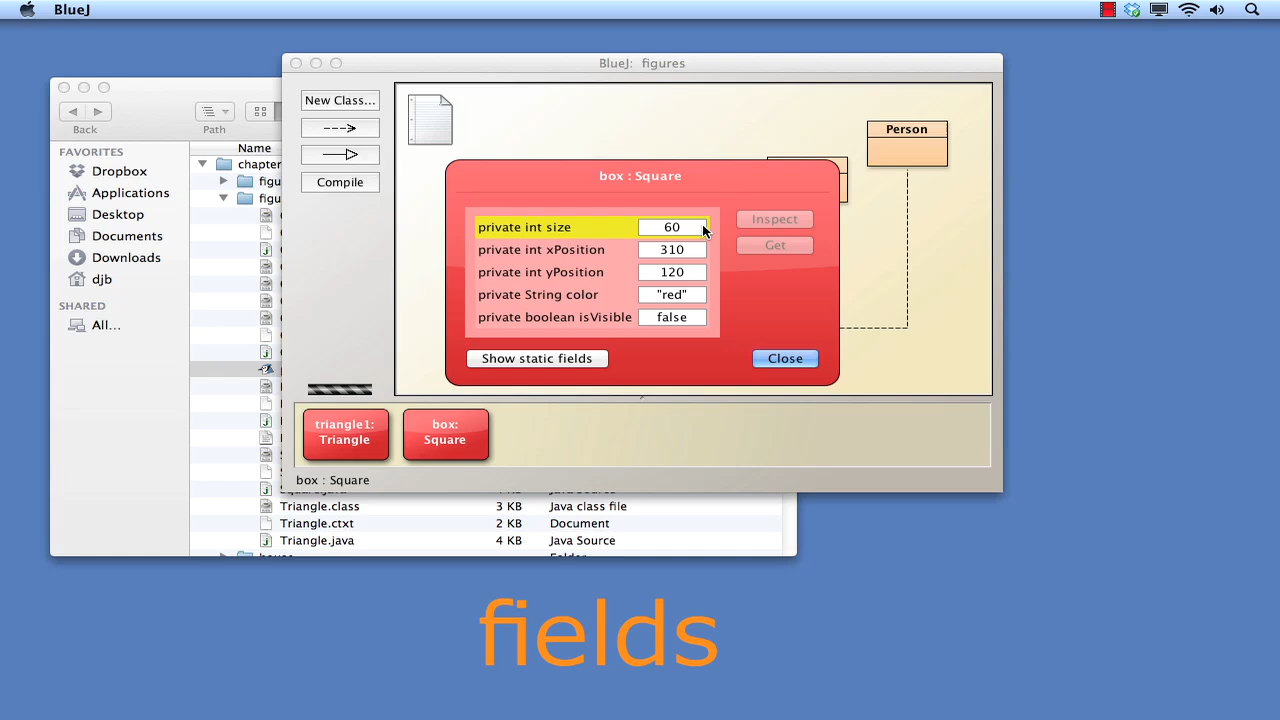 BlueJ
BlueJ: figures
New Class...
Compile
Back
Path
FAVORITES
Dropbox
Applications
Desktop
Documents
Downloads
djb
SHARED
All...
Name
chapter
figu
figu
Person
box : Square
private int size 60
private int xPosition 310
private int yPosition 120
private String color "red"
private boolean isVisible false
Inspect
Get
Show static fields
Close
triangle1:
Triangle
box:
Square
box : Square
Triangle.class 3 KB Java class file
Triangle.ctxt 2 KB Document
Triangle.java 4 KB Java Source
fields